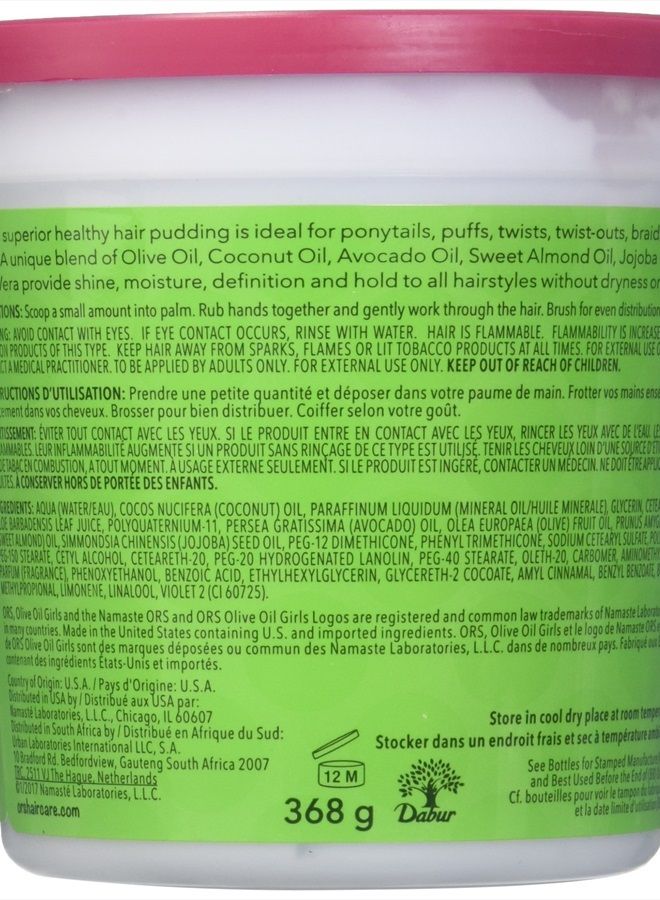 superior healthy hair pudding is ideal for ponytails, puffs, twists, twist-outs, braid
A unique blend of Olive Oil, Coconut Oil, Avocado Oil, Sweet Almond Oil, Jojoba
Vera provide shine, moisture, definition and hold to all hairstyles without dryness or
TIONS: Scoop a small amount into palm. Rub hands together and gently work through the hair. Brush for even distribution
NG: AVOID CONTACT WITH EYES. IF EYE CONTACT OCCURS, RINSE WITH WATER. HAIR IS FLAMMABLE. FLAMMABILITY IS INCREASE
ON PRODUCTS OF THIS TYPE. KEEP HAIR AWAY FROM SPARKS, FLAMES OR LIT TOBACCO PRODUCTS AT ALL TIMES. FOR EXTERNAL USE O
CT A MEDICAL PRACTITIONER. TO BE APPLIED BY ADULTS ONLY. FOR EXTERNAL USE ONLY. KEEP OUT OF REACH OF CHILDREN.
RUCTIONS D'UTILISATION: Prendre une petite quantité et déposer dans votre paume de main. Frotter vos mains ense
cement dans vos cheveux. Brosser pour bien distribuer. Coiffer selon votre goût.
TISSEMENT: ÉVITER TOUT CONTACT AVEC LES YEUX. SI LE PRODUIT ENTRE EN CONTACT AVEC LES YEUX, RINCER LES YEUX AVEC DE L'EAU. LE
AMMABLES. LEUR INFLAMMABILITÉ AUGMENTE SI UN PRODUIT SANS RINÇAGE DE CE TYPE EST UTILISÉ. TENIR LES CHEVEUX LOIN D'UNE SOURCE D'ÉT
DE TABAC EN COMBUSTION, A TOUT MOMENT. À USAGE EXTERNE SEULEMENT. SI LE PRODUIT EST INGÉRÉ, CONTACTER UN MÉDECIN. NE DOIT ÊTRE APPLIC
ULTES. À CONSERVER HORS DE PORTÉE DES ENFANTS.
GREDIENTS: AQUA (WATER/EAU), COCOS NUCIFERA (COCONUT) OIL, PARAFFINUM LIQUIDUM (MINERAL OIL/HUILE MINERALE), GLYCERIN, CETEA
OE BARBADENSIS LEAF JUICE, POLYQUATERNIUM-11, PERSEA GRATISSIMA (AVOCADO) OIL, OLEA EUROPAEA (OLIVE) FRUIT OIL, PRUNUS AMYG
SWEET ALMOND) OIL, SIMMONDSIA CHINENSIS (JOJOBA) SEED OIL, PEG-12 DIMETHICONE, PHENYL TRIMETHICONE, SODIUM CETEARYL SULFATE, POL
PEG-150 STEARATE, CETYL ALCOHOL, CETEARETH-20, PEG-20 HYDROGENATED LANOLIN, PEG-40 STEARATE, OLETH-20, CARBOMER, AMINOMETHY
PARFUM (FRAGRANCE), PHENOXYETHANOL, BENZOIC ACID, ETHYLHEXYLGLYCERIN, GLYCERETH-2 COCOATE, AMYL CINNAMAL, BENZYL BENZOATE,
METHYLPROPIONAL, LIMONENE, LINALOOL, VIOLET 2 (CI 60725).
ORS, Olive Oil Girls and the Namaste ORS and ORS Olive Oil Girls Logos are registered and common law trademarks of Namaste Laborato
in many countries. Made in the United States containing U.S. and imported ingredients. ORS, Olive Oil Girls et le logo de Namaste ORS
de ORS Olive Oil Girls sont des marques déposées ou commun des Namaste Laboratories, L.L.C. dans de nombreux pays. Fabriqué aux
contenant des ingrédients États-Unis et importés.
Country of Origin: U.S.A. / Pays d'Origine: U.S.A.
Distributed in USA by / Distribué aux USA par:
Namasté Laboratories, L.L.C., Chicago, IL 60607
Distributed in South Africa by / Distribué en Afrique du Sud:
Urban Laboratories International LLC, S.A.
10 Bradford Rd. Bedfordview, Gauteng South Africa 2007
TRC, 2511 VJ The Hague, Netherlands
©1/2017 Namasté Laboratories, L.L.C.
orshaircare.com
12 M
368 g
Dabur
Store in cool dry place at room tempe
Stocker dans un endroit frais et sec à température ambi
See Bottles for Stamped Manufactur
and Best Used Before the End of (
Cf. bouteilles pour voir le tampon du fabric
et la date limite d'utilisation